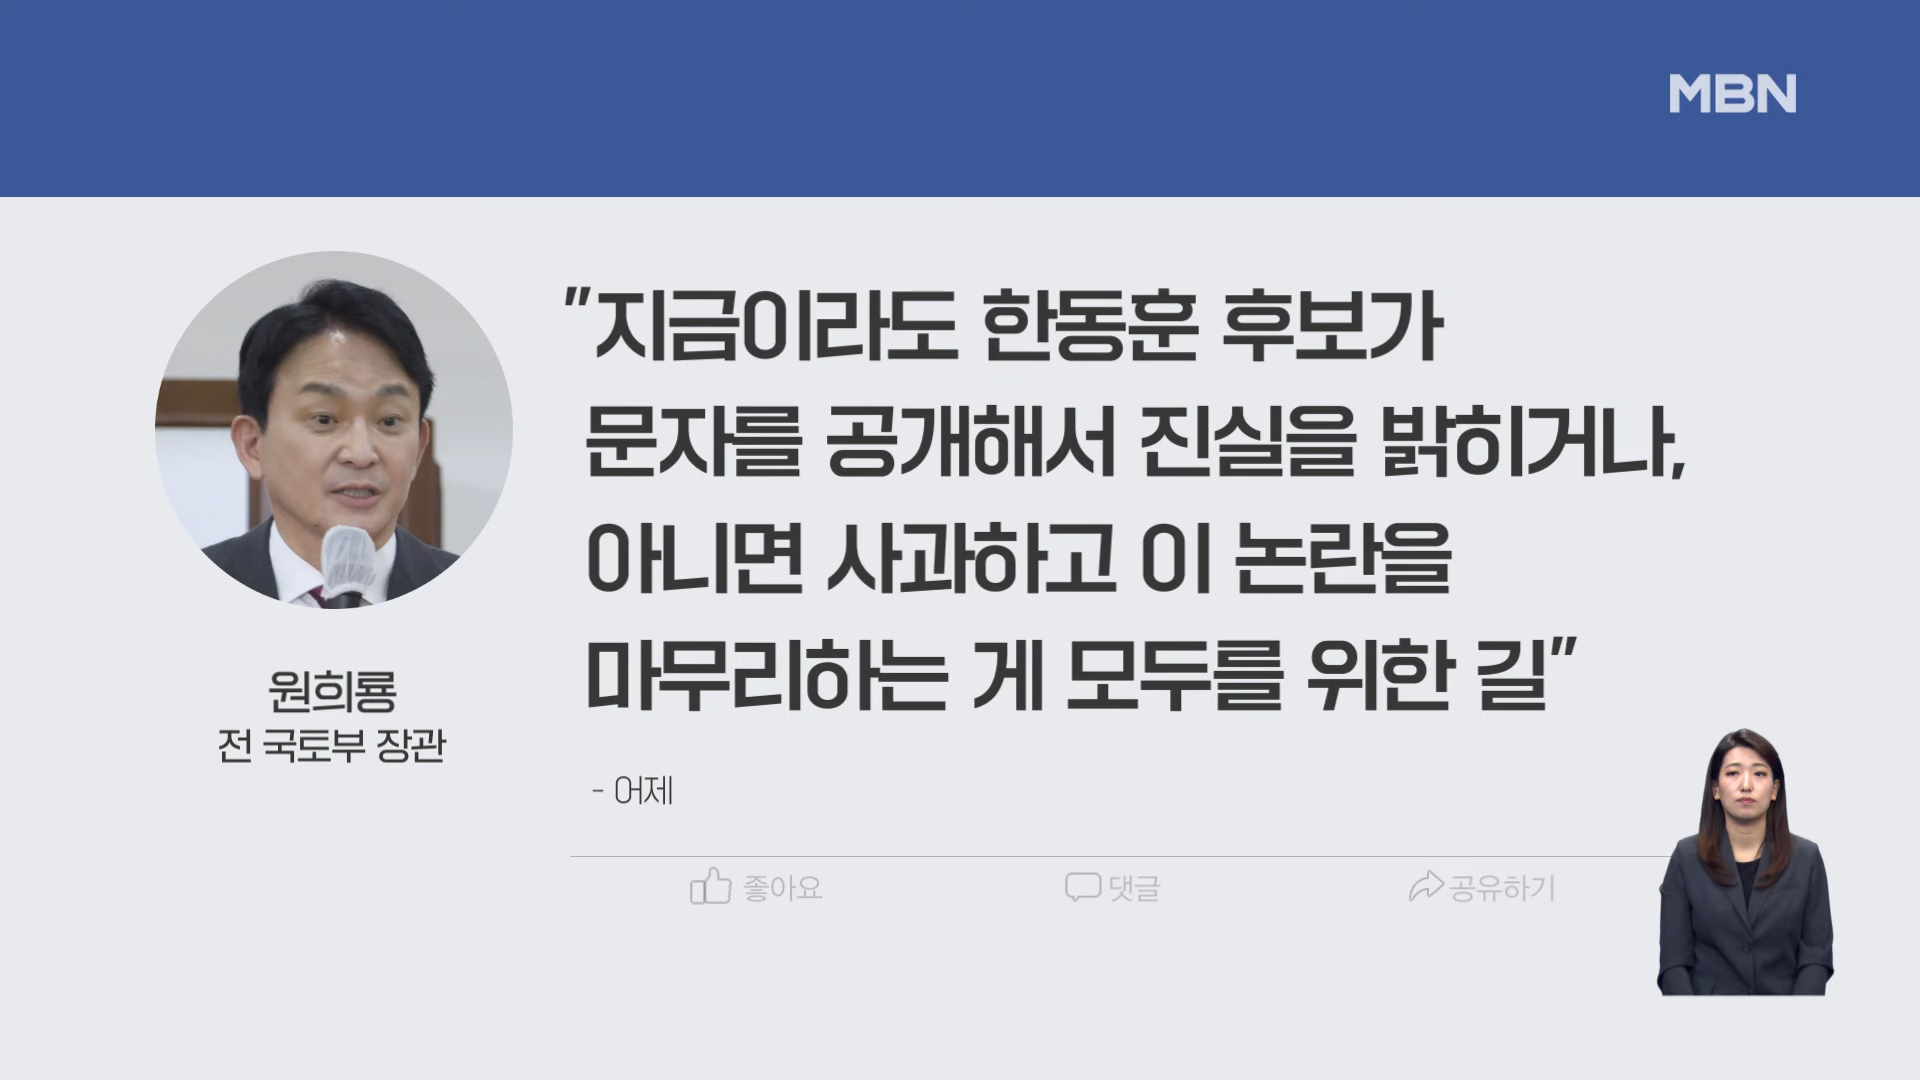 MBN
"지금이라도 한동훈 후보가
문자를 공개해서 진실을 밝히거나,
아니면 사과하고 이 논란을
마무리하는 게 모두를 위한 길"
원희룡
전 국토부 장관
- 어제
좋아요 댓글 공유하기